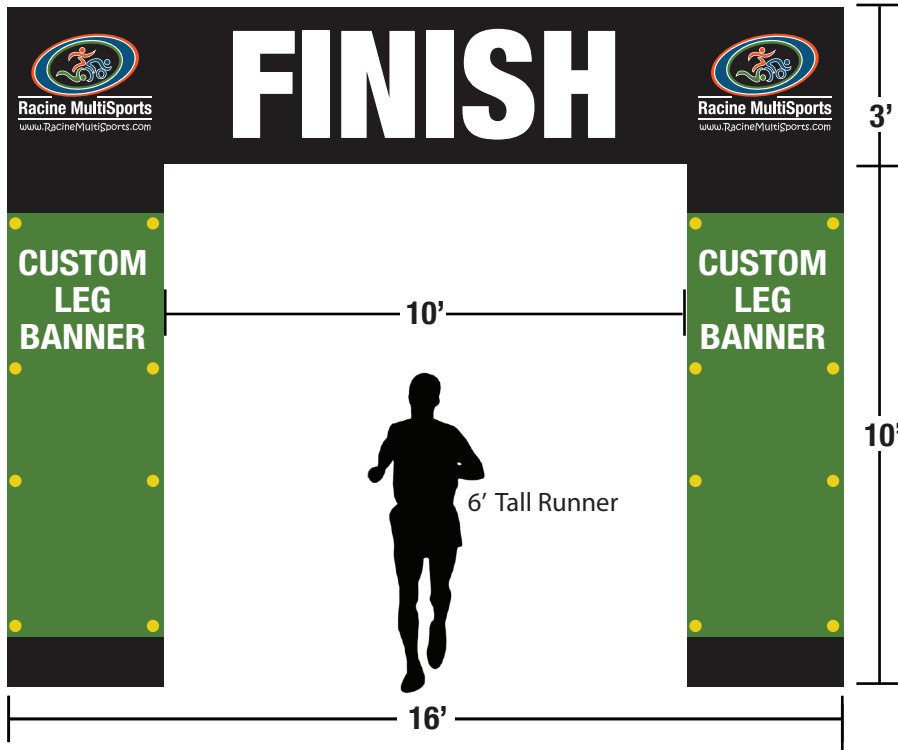 FINISH
Racine MultiSports
www.RacineMultiSports.com
Racine MultiSports
www.RacineMultiSports.com
3’
CUSTOM
LEG
BANNER
CUSTOM
LEG
BANNER
10’
10’
6’ Tall Runner
16’